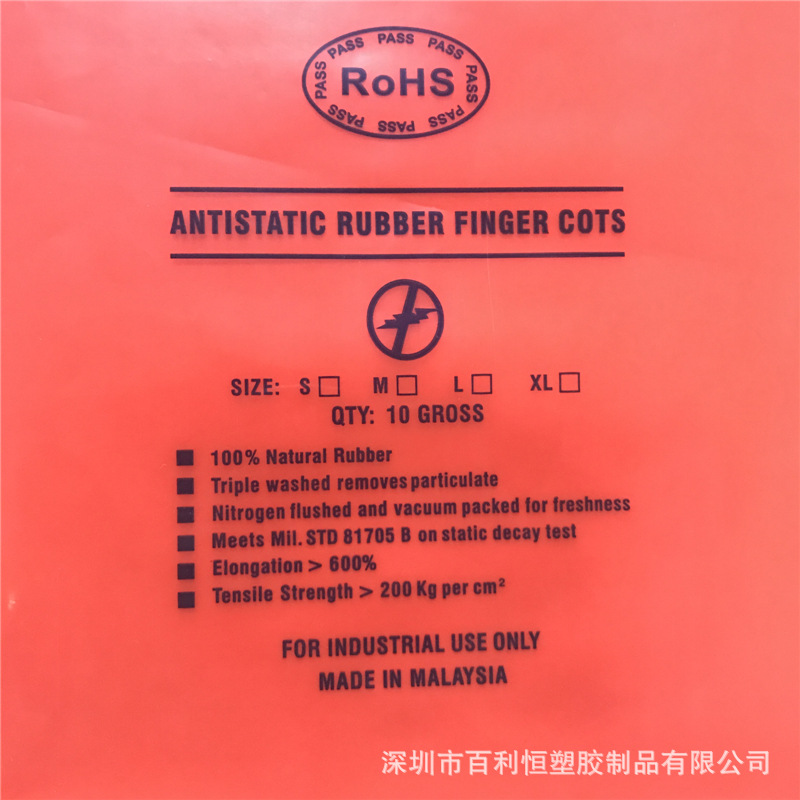 PASS PASS PASS PASS PASS PASS PASS PASS PASS PASS
RoHS
ANTISTATIC RUBBER FINGER COTS
SIZE: S □ M □ L □ XL □
QTY: 10 GROSS
■ 100% Natural Rubber
■ Triple washed removes particulate
■ Nitrogen flushed and vacuum packed for freshness
■ Meets Mil. STD 81705 B on static decay test
■ Elongation > 600%
■ Tensile Strength > 200 Kg per cm²
FOR INDUSTRIAL USE ONLY
MADE IN MALAYSIA
深圳市百利恒塑胶制品有限公司